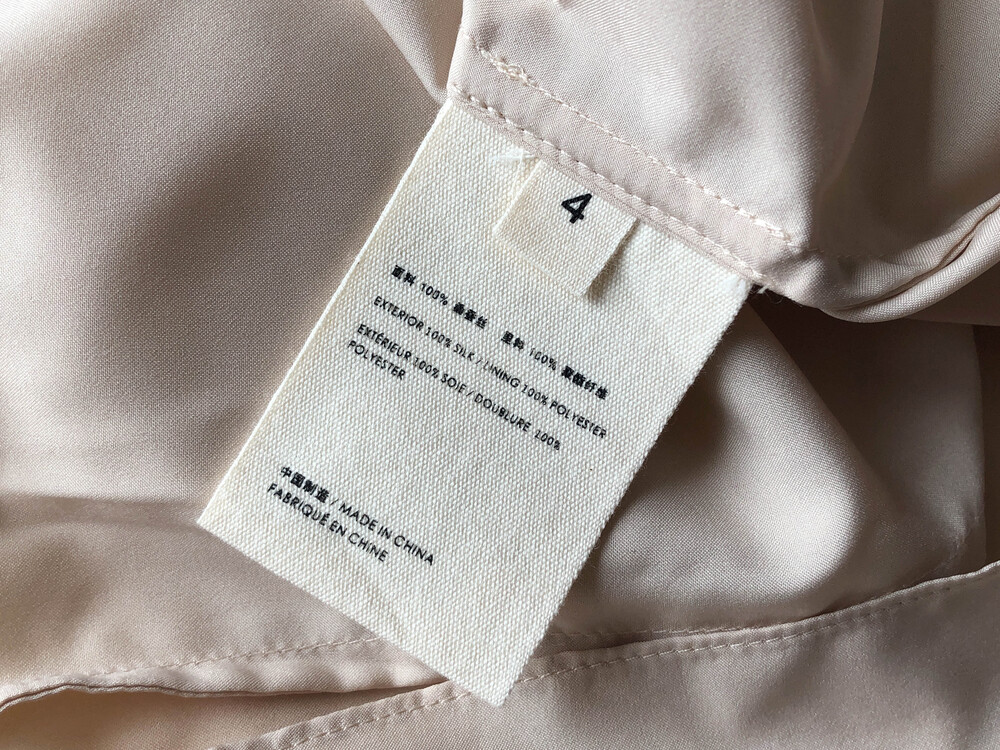 4
面料 100% 桑蚕丝 里料 100% 聚酯纤维
EXTERIOR 100% SILK / LINING 100% POLYESTER
EXTÉRIEUR 100% SOIE / DOUBLURE 100%
POLYESTER
中国制造 / MADE IN CHINA
FABRIQUÉ EN CHINE